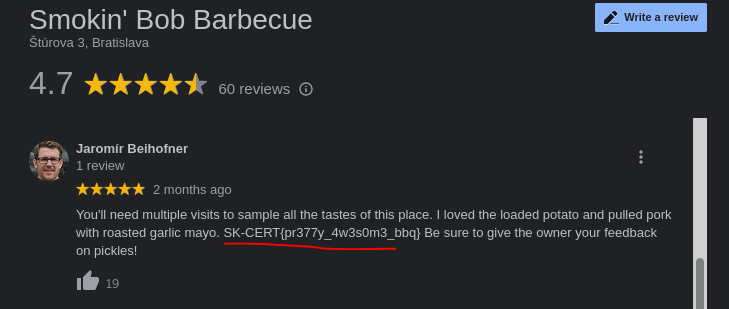 Smokin' Bob Barbecue
Write a review
Štúrova 3, Bratislava
4.7
60 reviews
Jaromír Beihofner
1 review
2 months ago
You'll need multiple visits to sample all the tastes of this place. I loved the loaded potato and pulled pork
with roasted garlic mayo. SK-CERT{pr377y_4w3s0m3_bbq} Be sure to give the owner your feedback
on pickles!
19